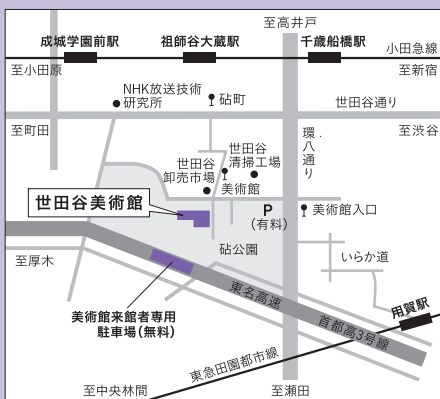 至高井戸
成城学園前駅
祖師谷大蔵駅
千歳船橋駅
小田急線
至小田原
至新宿
NHK放送技術
研究所
砧町
世田谷通り
至町田
至渋谷
世田谷
清掃工場
環八通り
世田谷
卸売市場
美術館
世田谷美術館
P
(有料)
美術館入口
砧公園
いらか道
至厚木
東名高速
用賀駅
美術館来館者専用
駐車場(無料)
首都高3号線
東急田園都市線
至中央林間
至瀬田